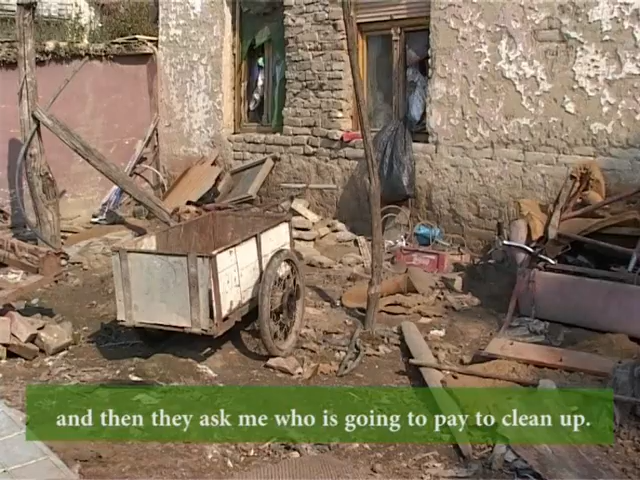 and then they ask me who is going to pay to clean up.